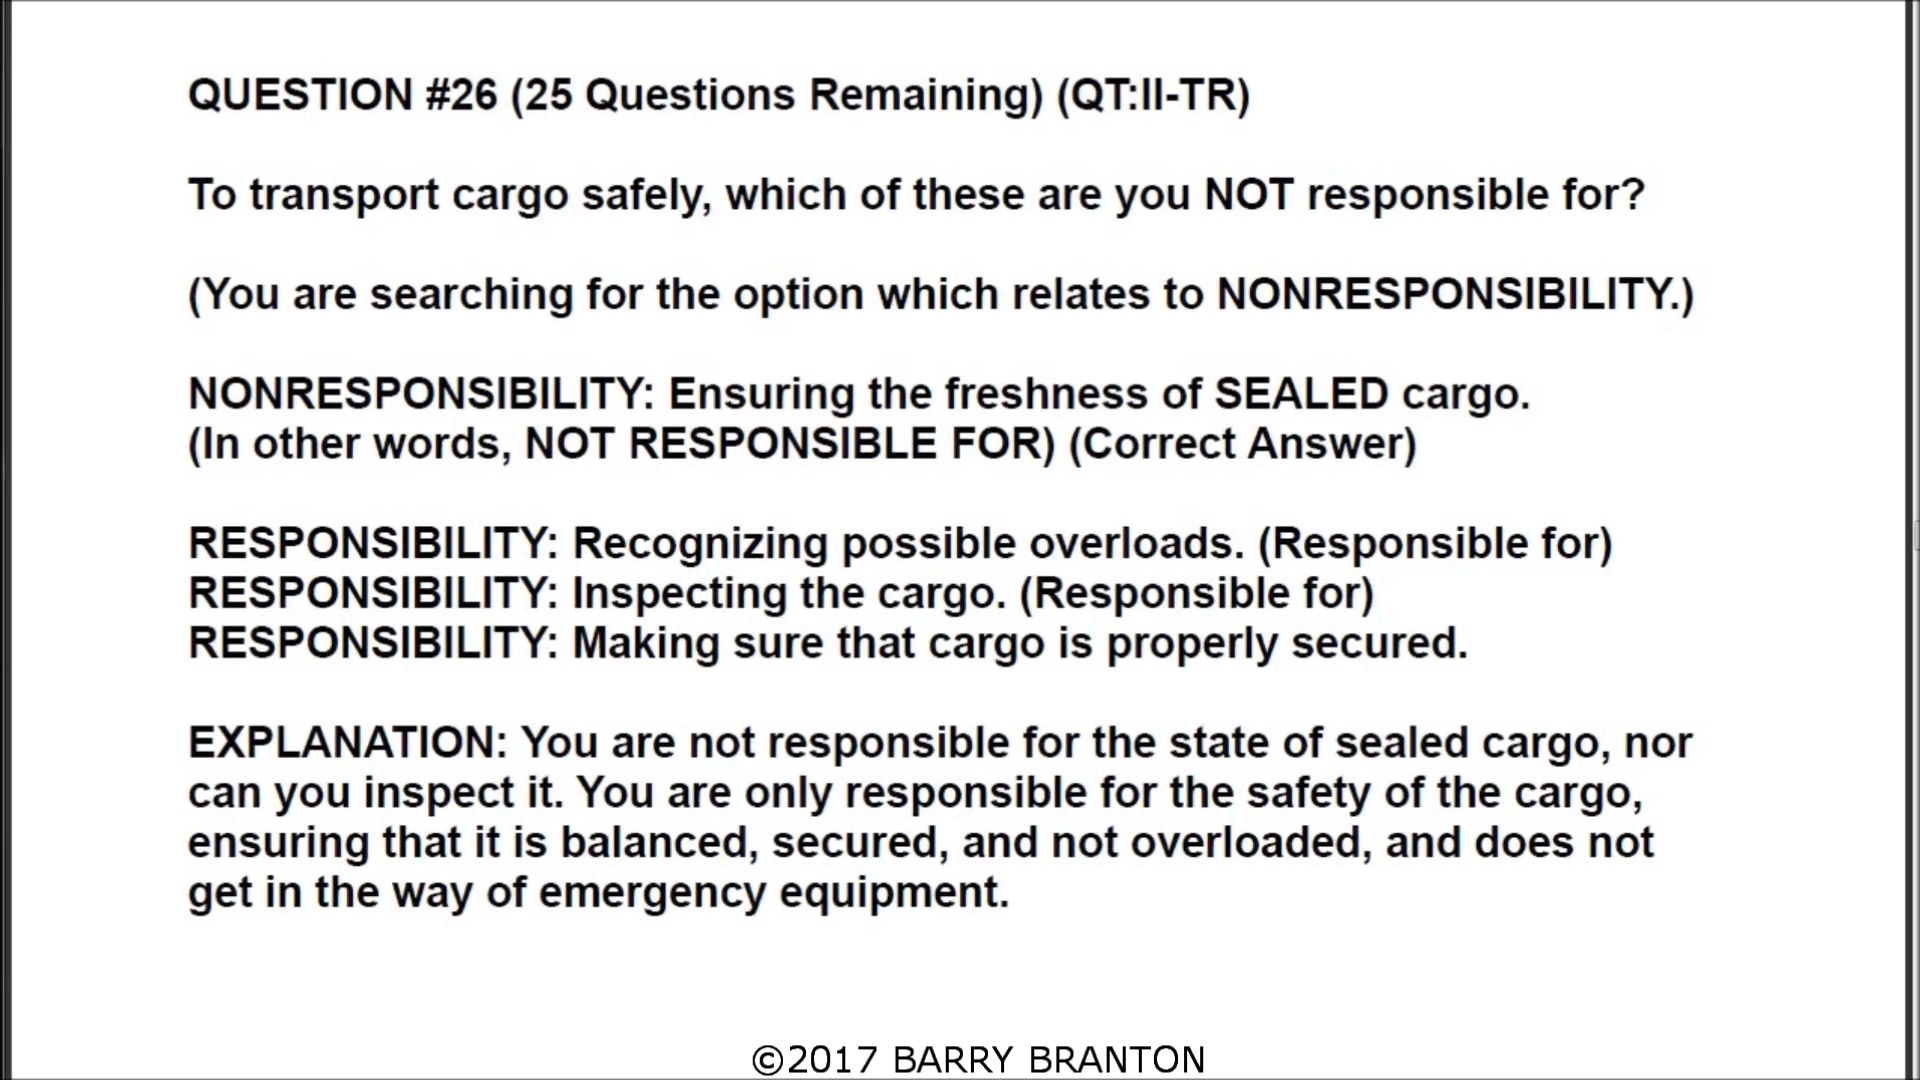 QUESTION #26 (25 Questions Remaining) (QT:II-TR)
To transport cargo safely, which of these are you NOT responsible for?
(You are searching for the option which relates to NONRESPONSIBILITY.)
NONRESPONSIBILITY: Ensuring the freshness of SEALED cargo.
(In other words, NOT RESPONSIBLE FOR) (Correct Answer)
RESPONSIBILITY: Recognizing possible overloads. (Responsible for)
RESPONSIBILITY: Inspecting the cargo. (Responsible for)
RESPONSIBILITY: Making sure that cargo is properly secured.
EXPLANATION: You are not responsible for the state of sealed cargo, nor
can you inspect it. You are only responsible for the safety of the cargo,
ensuring that it is balanced, secured, and not overloaded, and does not
get in the way of emergency equipment.
©2017 BARRY BRANTON